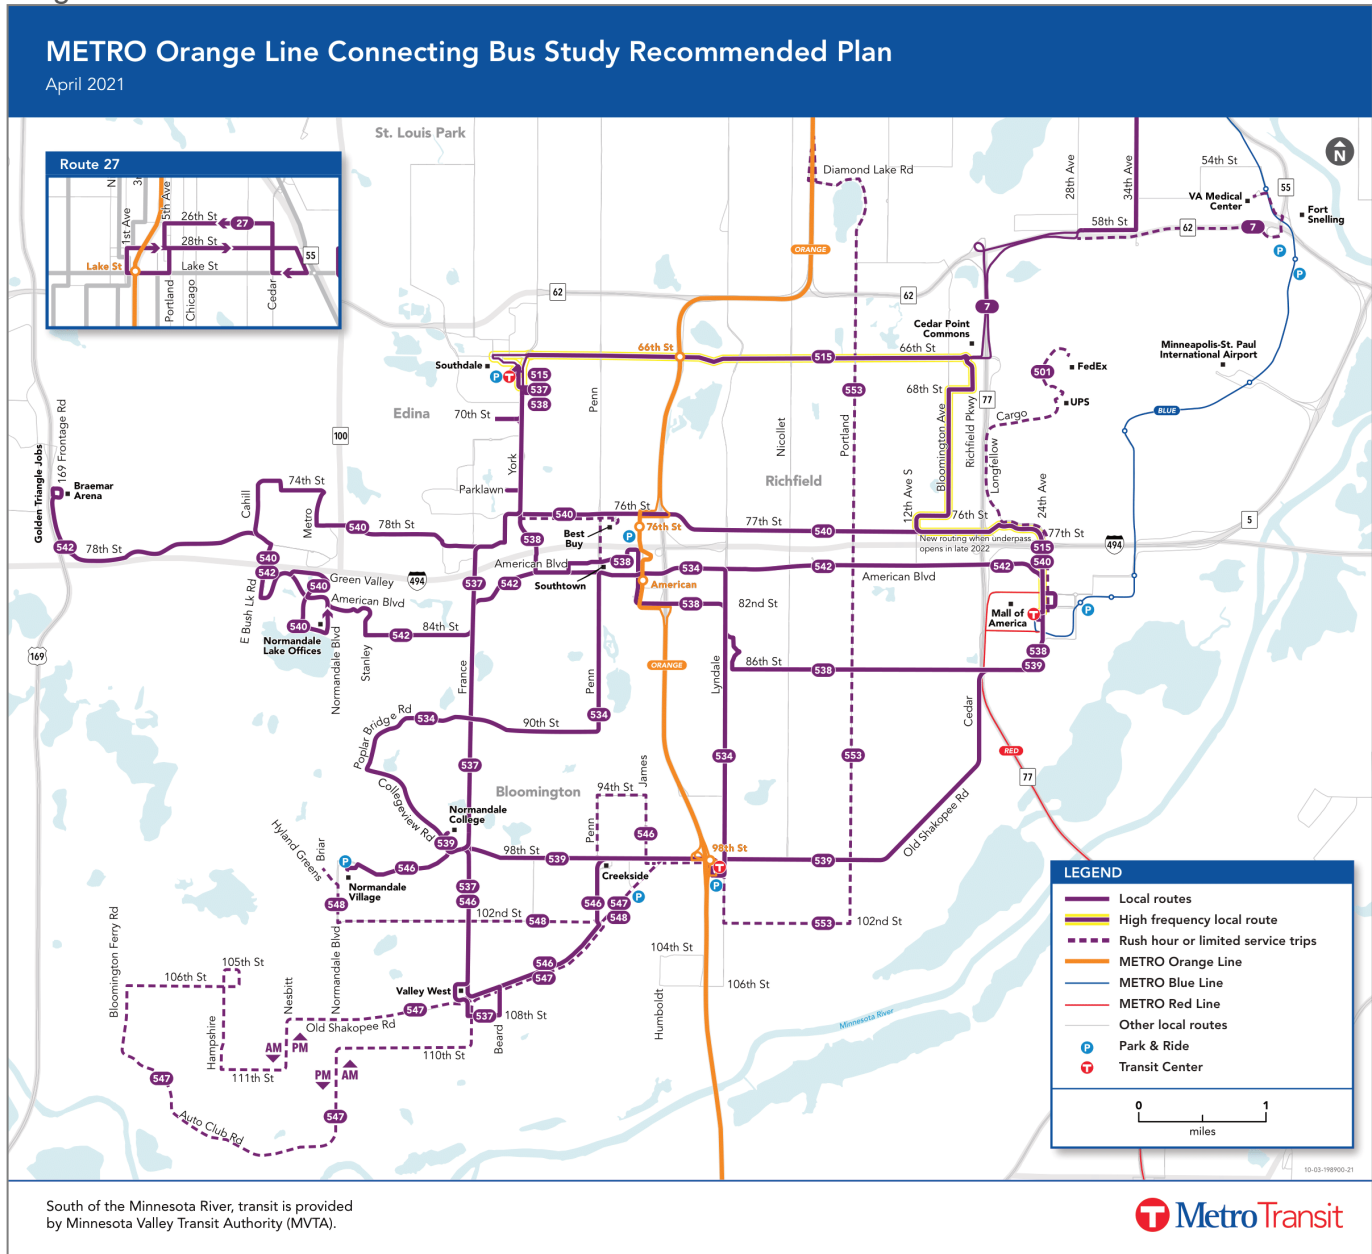 METRO Orange Line Connecting Bus Study Recommended Plan
April 2021
St. Louis Park
Route 27
N
3
5th Ave
1st Ave
26th St
27
28th St
Lake St
Lake St
55
Portland
Chicago
Cedar
Diamond Lake Rd
28th Ave
34th Ave
54th St
N
VA Medical
Center
55
Fort
Snelling
58th St
62
7
ORANGE
P
P
62
62
7
Cedar Point
Commons
66th St
66th St
515
Minneapolis-St. Paul
International Airport
Southdale
P
T
515
537
538
68th St
501
FedEx
UPS
77
Cargo
BLUE
70th St
Edina
Penn
553
Nicollet
Portland
Bloomington Ave
Richfield Pkwy
Longfellow
24th Ave
12th Ave S
100
169 Frontage Rd
Golden Triangle Jobs
Braemar
Arena
York
Parklawn
Richfield
74th St
Cahill
Metro
540
78th St
540
76th St
76th St
77th St
540
76th St
77th St
New routing when underpass
opens in late 2022
5
494
542
78th St
Best
Buy
P
538
515
540
540
542
American Blvd
538
534
542
American Blvd
542
Southtown
American
540
Green Valley
494
537
542
American Blvd
538
82nd St
E Bush Lk Rd
540
Normandale
Lake Offices
Normandale Blvd
Stanley
84th St
542
Mall of
America
T
P
169
France
Penn
ORANGE
Lyndale
86th St
538
538
539
Cedar
Poplar Bridge Rd
534
90th St
534
537
534
553
RED
77
James
94th St
Bloomington
Collegeview Rd
Normandale
College
539
Penn
546
98th St
539
98th St
T
P
539
Old Shakopee Rd
Hyland Greens
Briar
P
546
Normandale
Village
Creekside
P
537
546
546
547
548
548
102nd St
548
553
102nd St
Bloomington Ferry Rd
Normandale Blvd
104th St
546
547
105th St
106th St
Nesbitt
Valley West
106th St
547
Old Shakopee Rd
537
108th St
Beard
Humboldt
Minnesota River
Hampshire
AM
PM
110th St
111th St
PM
AM
547
547
Auto Club Rd
LEGEND
Local routes
High frequency local route
Rush hour or limited service trips
METRO Orange Line
METRO Blue Line
METRO Red Line
Other local routes
P
Park & Ride
T
Transit Center
0
1
miles
10-03-198900-21
South of the Minnesota River, transit is provided
by Minnesota Valley Transit Authority (MVTA).
T MetroTransit